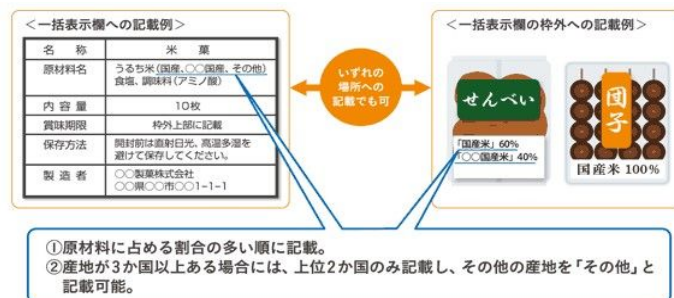 ＜一括表示欄への記載例＞
名　称　米　菓
原材料名　うるち米（国産、○○国産、その他）
食塩、調味料（アミノ酸）
内 容 量　10枚
賞味期限　枠外上部に記載
保存方法　開封前は直射日光、高温多湿を
避けて保存してください。
製 造 者　○○製菓株式会社
○○県○○市○○1-1-1
いずれの
場所への
記載でも可
＜一括表示欄の枠外への記載例＞
せんべい
「国産米」60%
「○○国産米」40%
団子
国産米 100%
①原材料に占める割合の多い順に記載。
②産地が3か国以上ある場合には、上位2か国のみ記載し、その他の産地を「その他」と
記載可能。